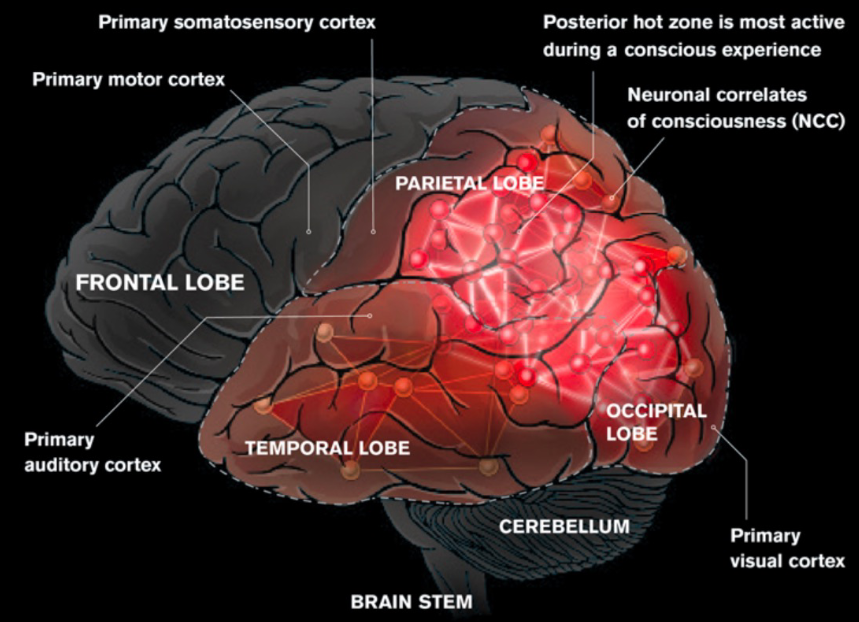 Primary somatosensory cortex
Posterior hot zone is most active
during a conscious experience
Primary motor cortex
Neuronal correlates
of consciousness (NCC)
PARIETAL LOBE
FRONTAL LOBE
OCCIPITAL
LOBE
Primary
auditory cortex
TEMPORAL LOBE
CEREBELLUM
Primary
visual cortex
BRAIN STEM